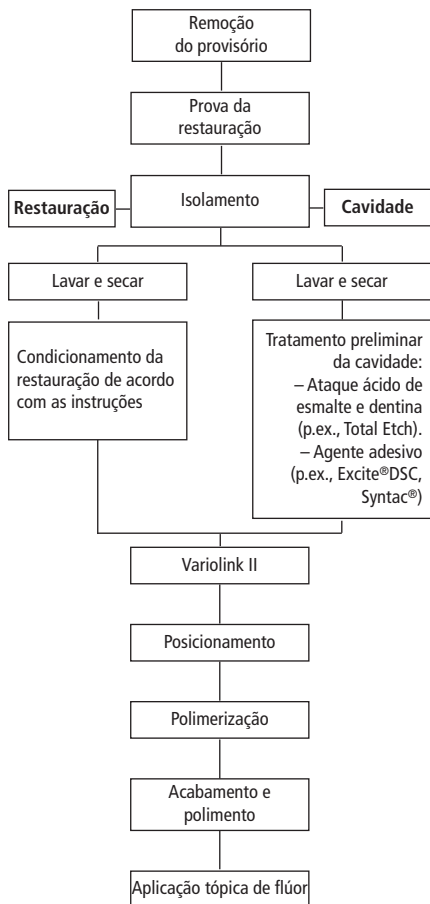 Remoção
do provisório
Prova da
restauração
Restauração
Isolamento
Cavidade
Lavar e secar
Lavar e secar
Condicionamento da
restauração de acordo
com as instruções
Tratamento preliminar
da cavidade:
– Ataque ácido de
esmalte e dentina
(p.ex., Total Etch).
– Agente adesivo
(p.ex., Excite®DSC,
Syntac®)
Variolink II
Posicionamento
Polimerização
Acabamento e
polimento
Aplicação tópica de flúor